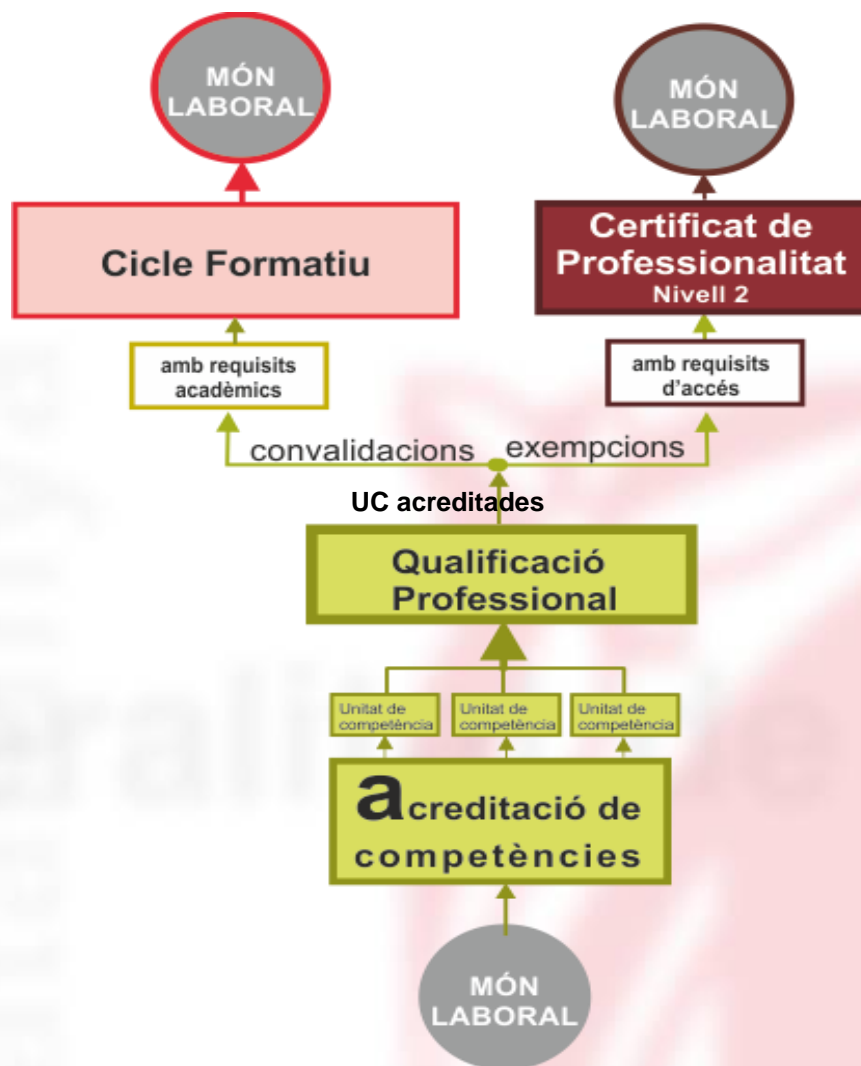 MÓN
LABORAL
MÓN
LABORAL
Cicle Formatiu
Certificat de
Professionalitat
Nivell 2
amb requisits
acadèmics
amb requisits
d'accés
convalidacions
exempcions
UC acreditades
Qualificació
Professional
Unitat de
competència
Unitat de
competència
Unitat de
competència
acreditació de
competències
MÓN
LABORAL